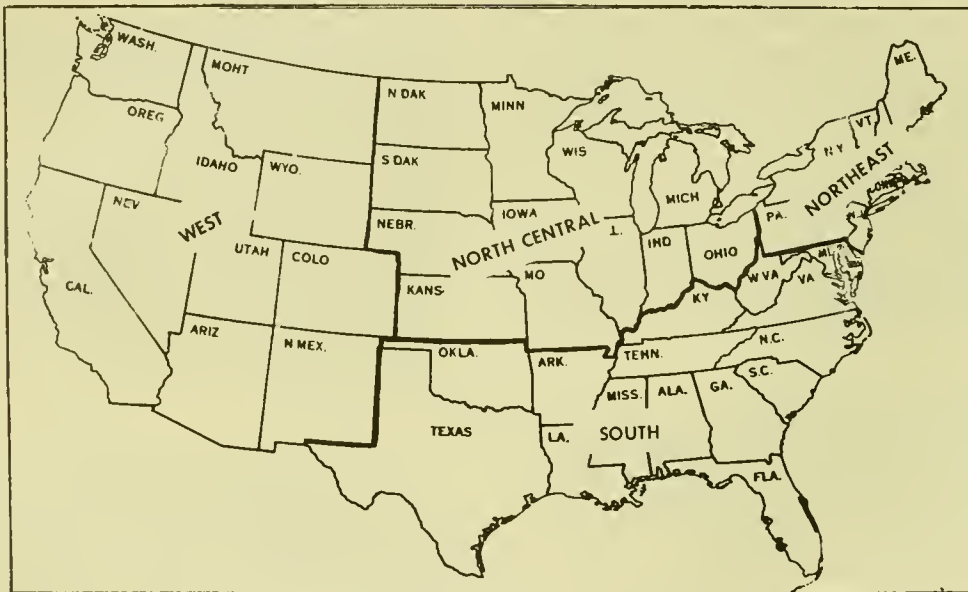 WASH.
MOHT
N DAK
MINN
ME.
OREG
VT.
N Y
WIS
IDAHO
WYO.
S DAK
MICH
NORTHEAST
PA.
NEV
NEBR.
IOWA
WEST
NORTH CENTRAL
UTAH
COLO
IND
OHIO
W VA
VA
CAL.
KANS
MO
KY
ARIZ
N MEX.
OKLA.
ARK.
TENN.
N.C.
S.C.
MISS.
ALA.
GA.
TEXAS
LA.
SOUTH
FLA.